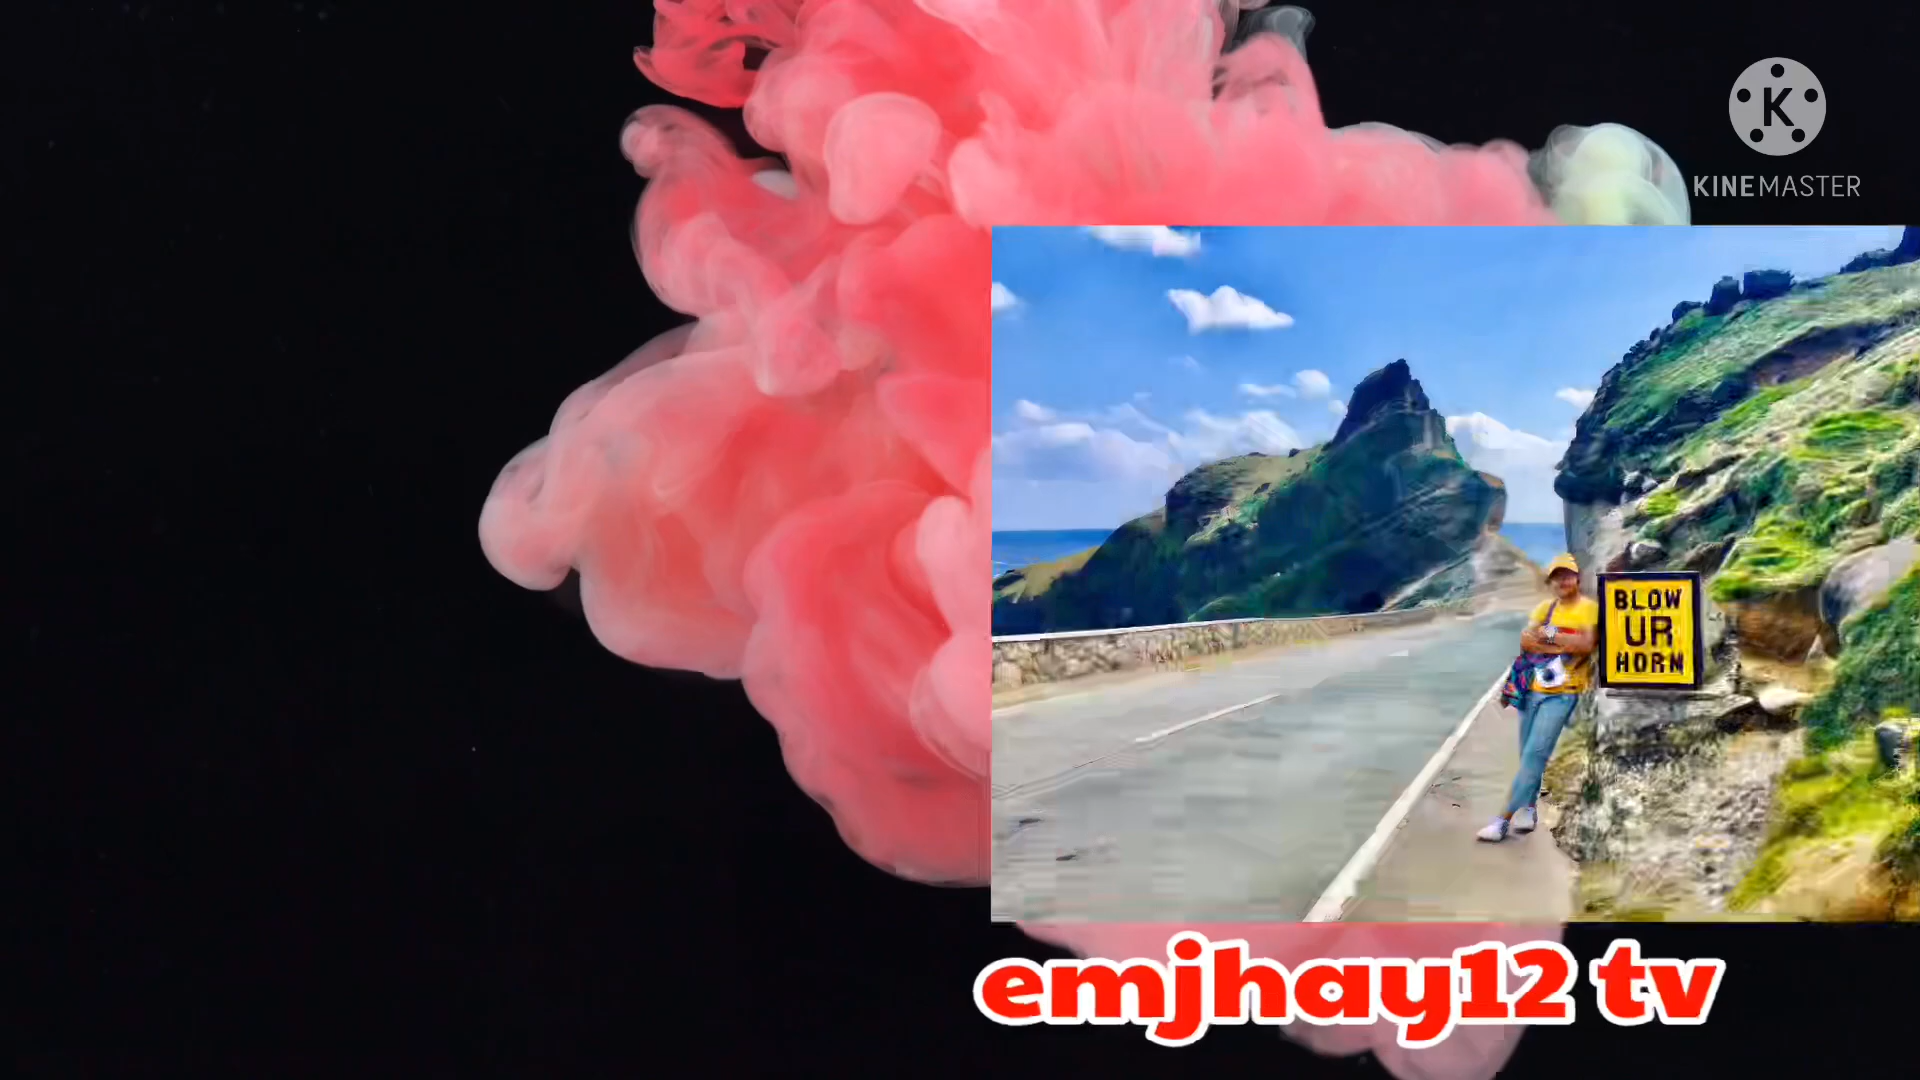 K
KINEMASTER
BLOW
UR
HORN
emjhay12 tv